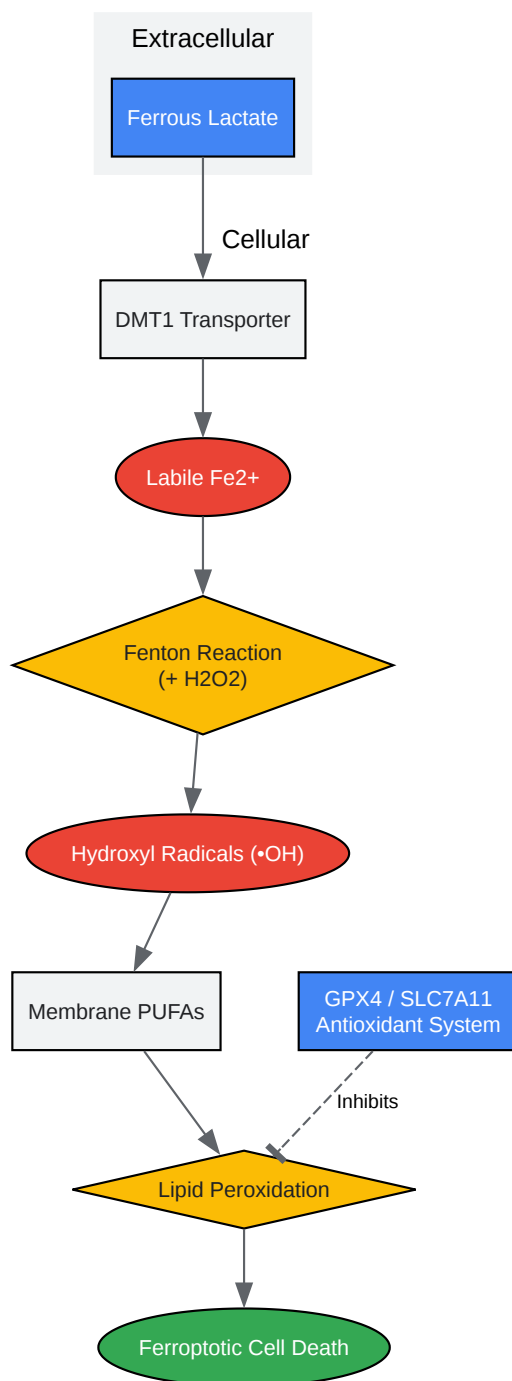 Extracellular
Ferrous Lactate
Cellular
DMT1 Transporter
Labile Fe2+
Fenton Reaction
(+ H2O2)
Hydroxyl Radicals (•OH)
Membrane PUFAs
GPX4 / SLC7A11
Antioxidant System
Inhibits
Lipid Peroxidation
Ferroptotic Cell Death